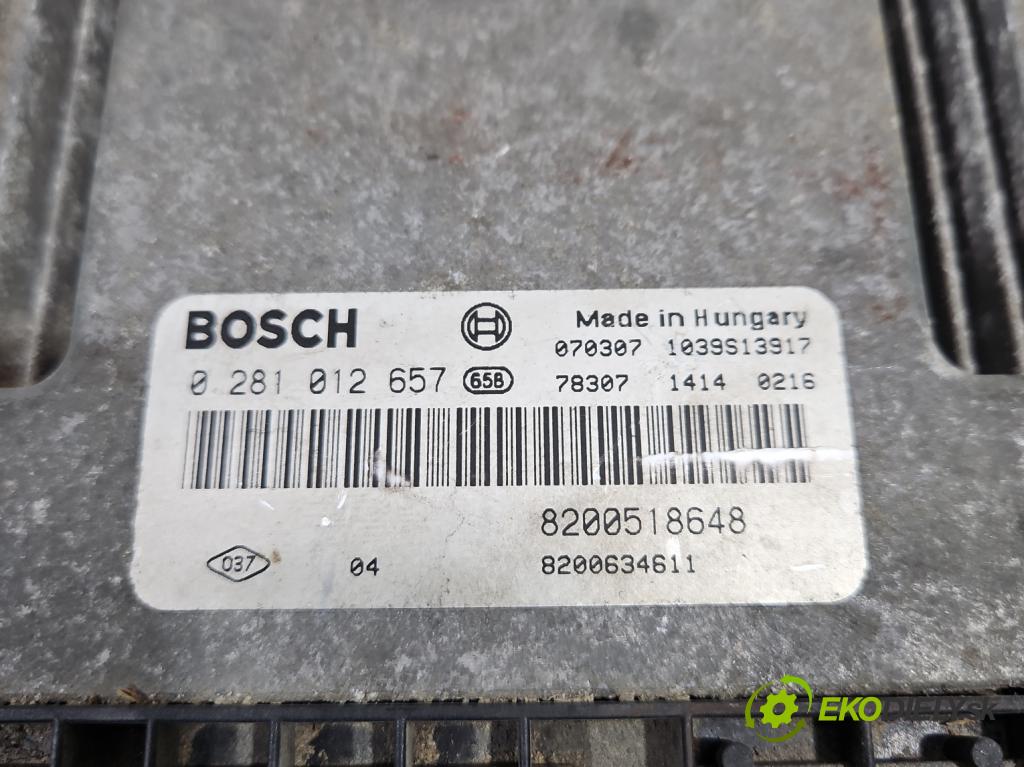 BOSCH
Made in Hungary
070307 1039S13917
0 281 012 657 65B
78307 1414 0216
8200518648
037 04
8200634611
EKODIELY.SK